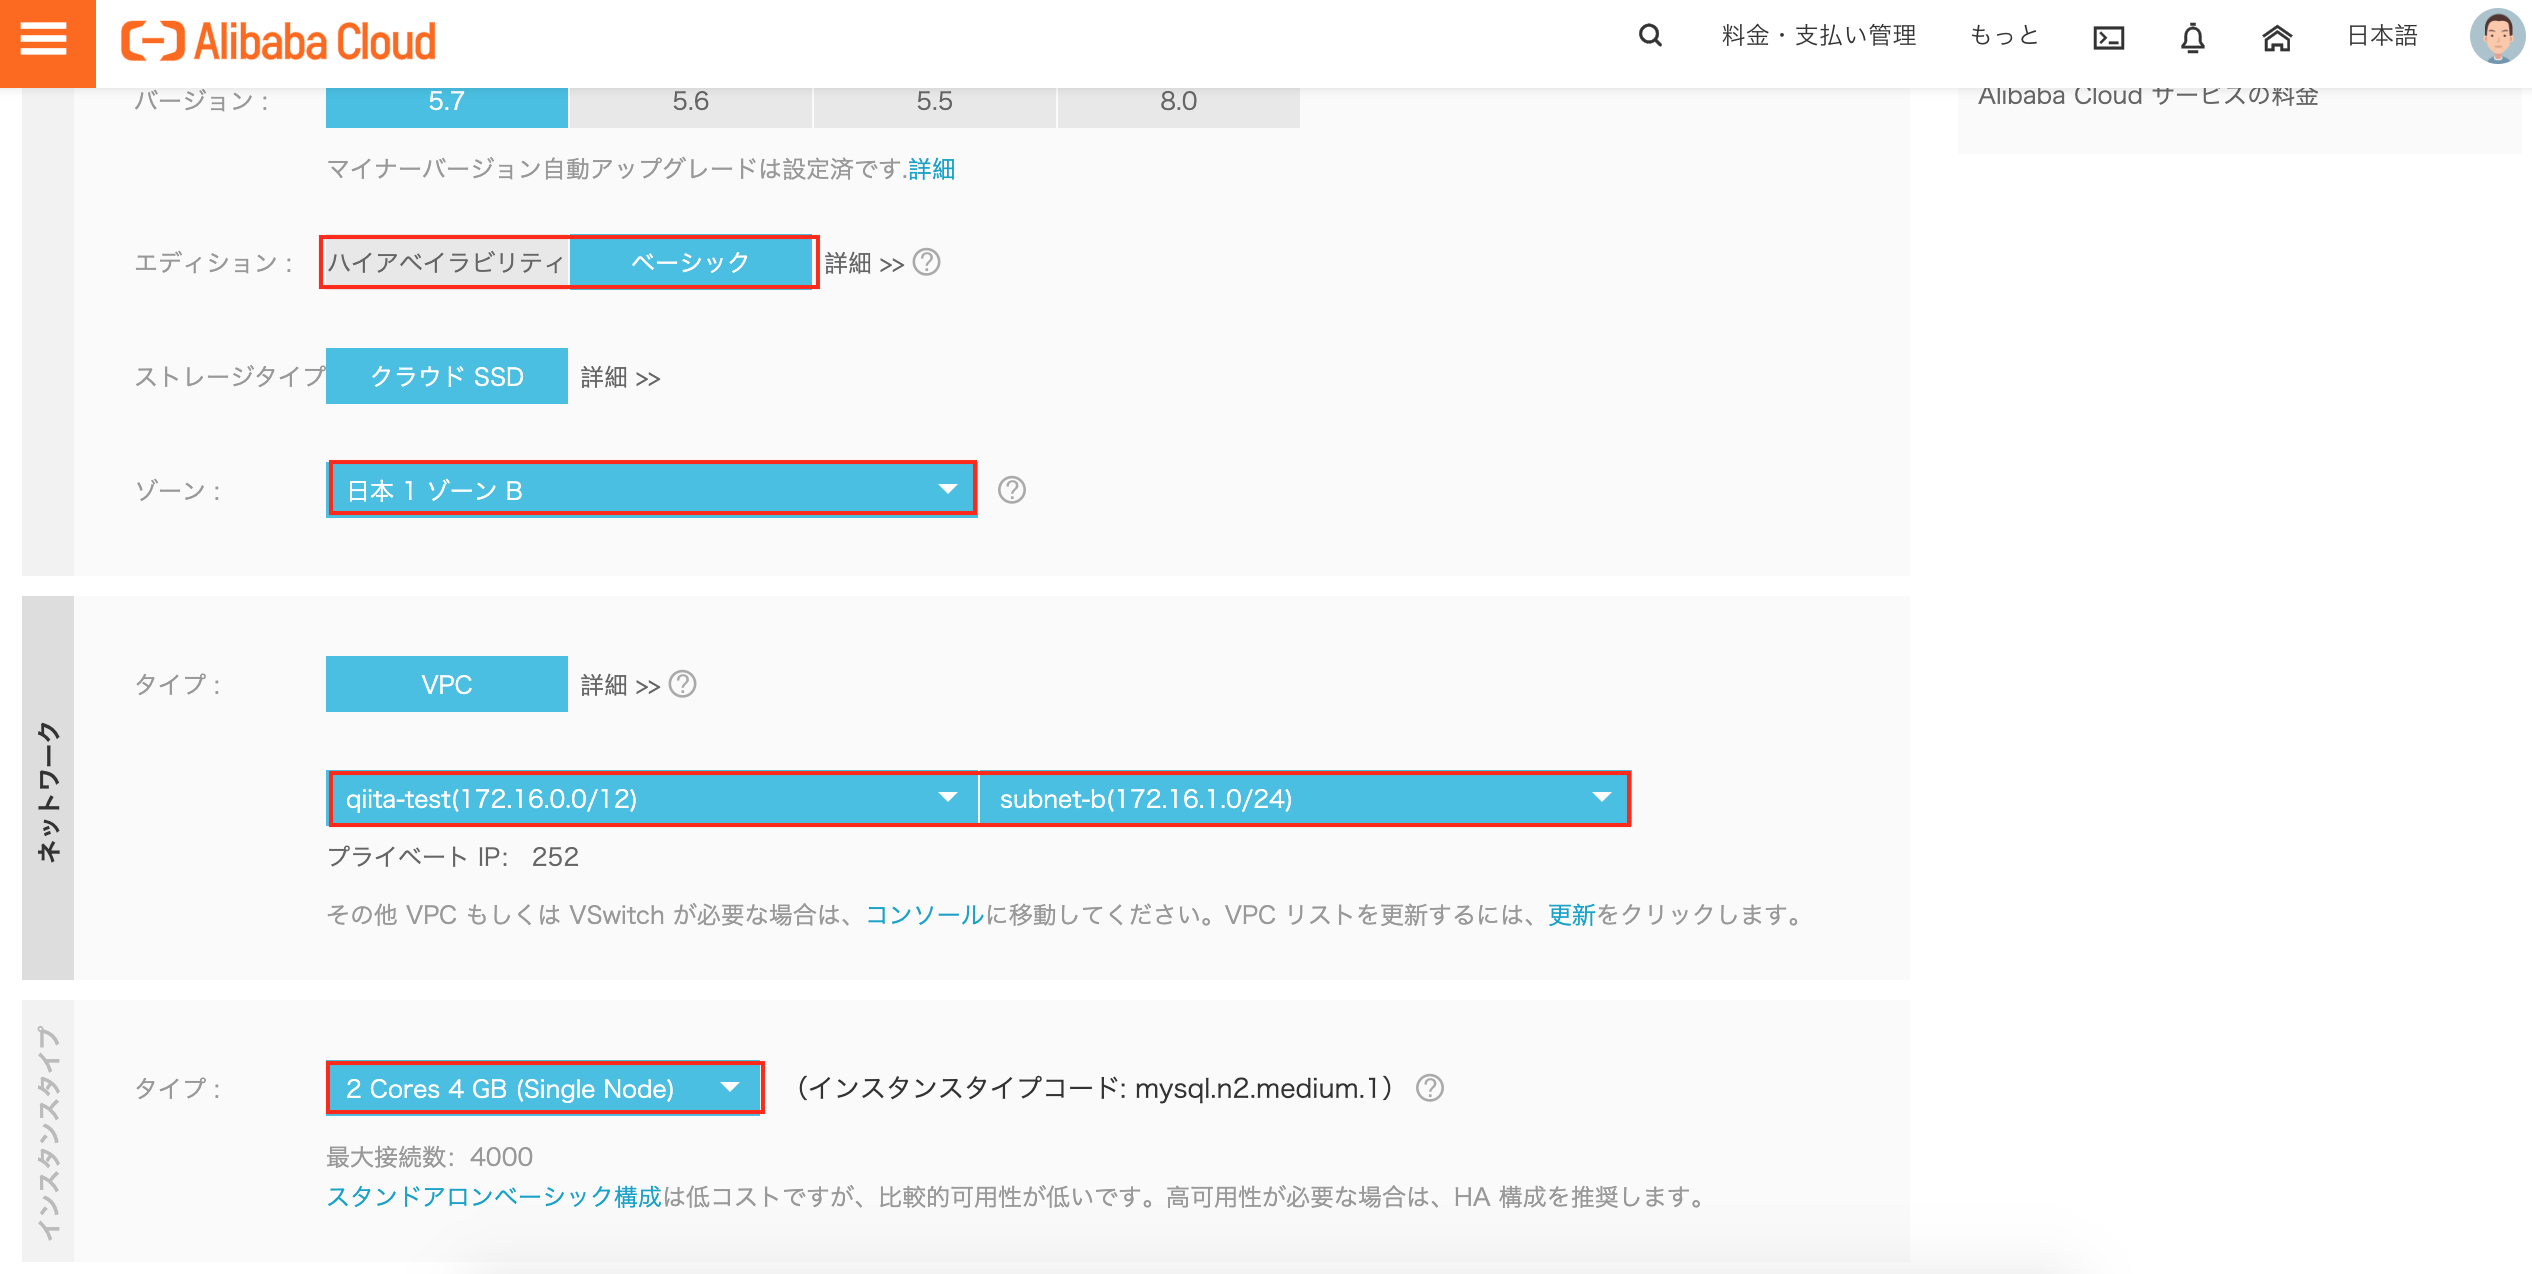 Alibaba Cloud
料金・支払い管理
もっと
日本語
バージョン :
5.7
5.6
5.5
8.0
Alibaba Cloud サービスの料金
マイナーバージョン自動アップグレードは設定済です.詳細
エディション :
ハイアベイラビリティ
ベーシック
詳細 >>
ストレージタイプ
クラウド SSD
詳細 >>
ゾーン :
日本 1 ゾーン B
ネットワーク
タイプ :
VPC
詳細 >>
qiita-test(172.16.0.0/12)
subnet-b(172.16.1.0/24)
プライベート IP: 252
その他 VPC もしくは VSwitch が必要な場合は、コンソールに移動してください。VPC リストを更新するには、更新をクリックします。
インスタンスタイプ
タイプ :
2 Cores 4 GB (Single Node)
（インスタンスタイプコード: mysql.n2.medium.1）
最大接続数: 4000
スタンドアロンベーシック構成は低コストですが、比較的可用性が低いです。高可用性が必要な場合は、HA 構成を推奨します。